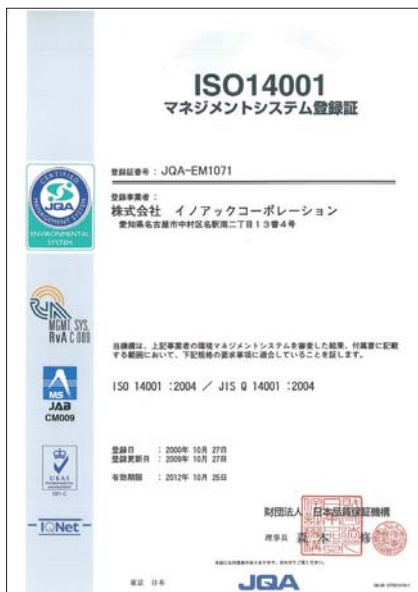 ISO14001
マネジメントシステム登録証
登録証番号 : JQA-EM1071
登録事業者 :
株式会社 イノアックコーポレーション
愛知県名古屋市中村区名駅南二丁目13番4号
CERTIFIED
MANAGEMENT SYSTEM
JQA
ENVIRONMENTAL
SYSTEM
MGMT. SYS.
RvA C 089
当機構は、上記事業者の環境マネジメントシステムを審査した結果、付属書に記載
する範囲において、下記規格の要求事項に適合していることを証します。
ISO 14001 :2004 / JIS Q 14001 :2004
MS
JAB
CM009
登録日 : 2000年 10月 27日
登録更新日 : 2009年 10月 27日
有効期限 : 2012年 10月 26日
UKAS
IQNet
財団法人 日本品質保証機構
理事長 森本 修
東京 日本
JQA